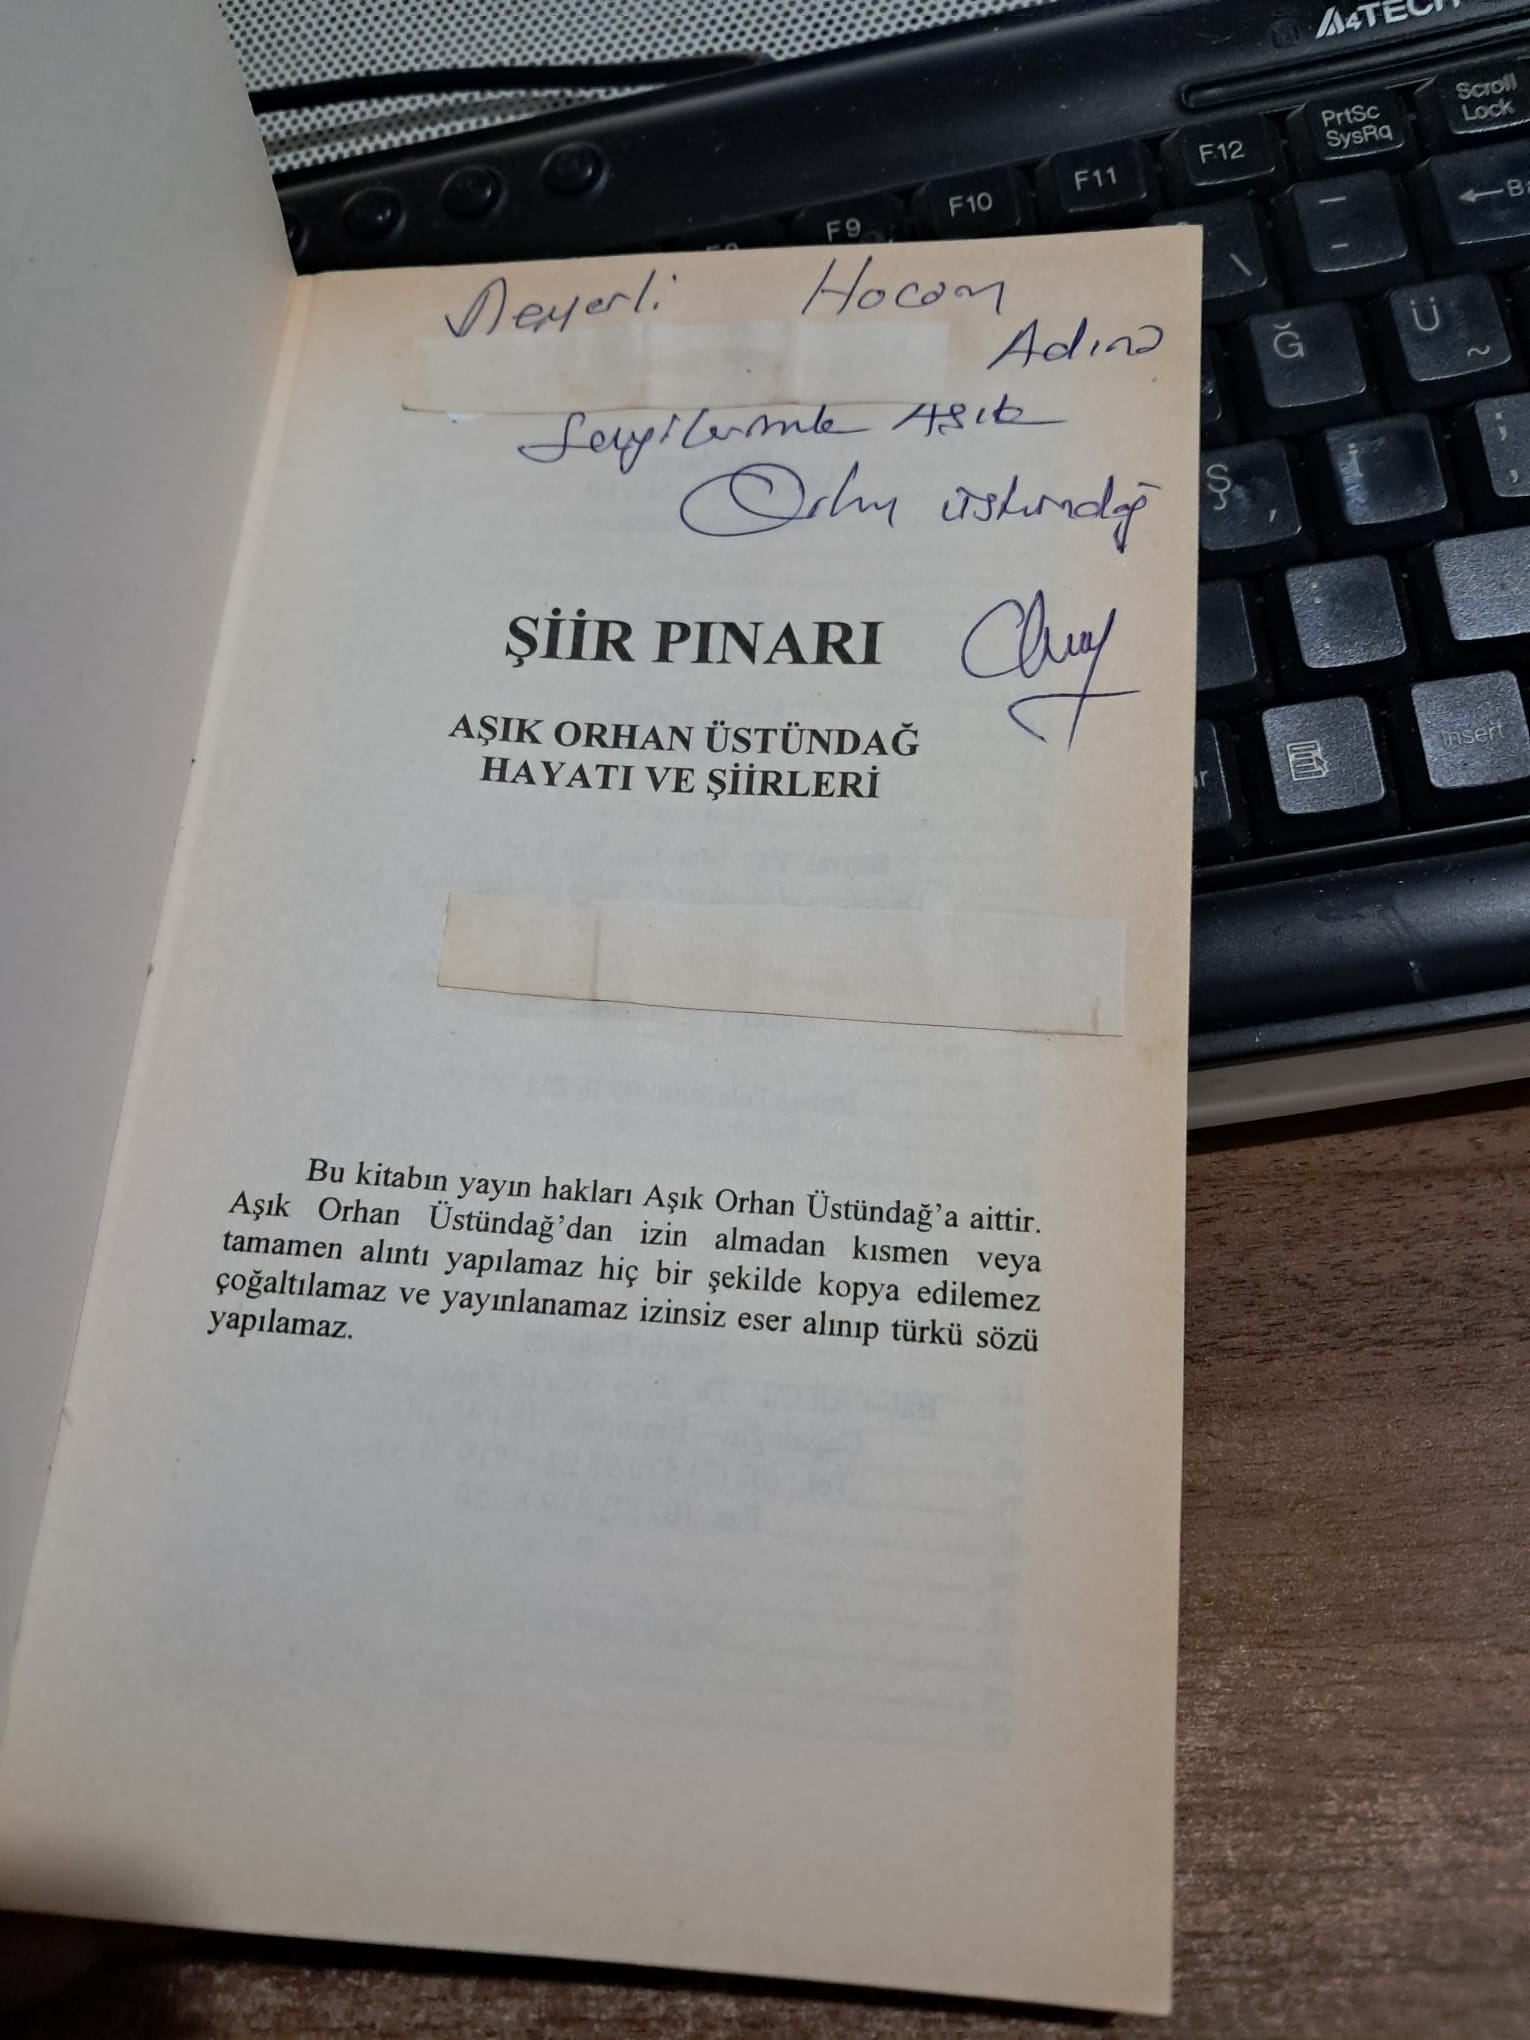 A4TECH
PrtSc
SysRq
Scroll
Lock
F9
F10
F11
F12
Ğ
Ü
~
Ş
,
İ
;
,
Insert
Değerli Hocam
Adına
Sevgilerimle Aşık
Orhan Üstündağ
ŞİİR PINARI
AŞIK ORHAN ÜSTÜNDAĞ
HAYATI VE ŞİİRLERİ
Bu kitabın yayın hakları Aşık Orhan Üstündağ'a aittir.
Aşık Orhan Üstündağ'dan izin almadan kısmen veya
tamamen alıntı yapılamaz hiç bir şekilde kopya edilemez
çoğaltılamaz ve yayınlanamaz izinsiz eser alınıp türkü sözü
yapılamaz.